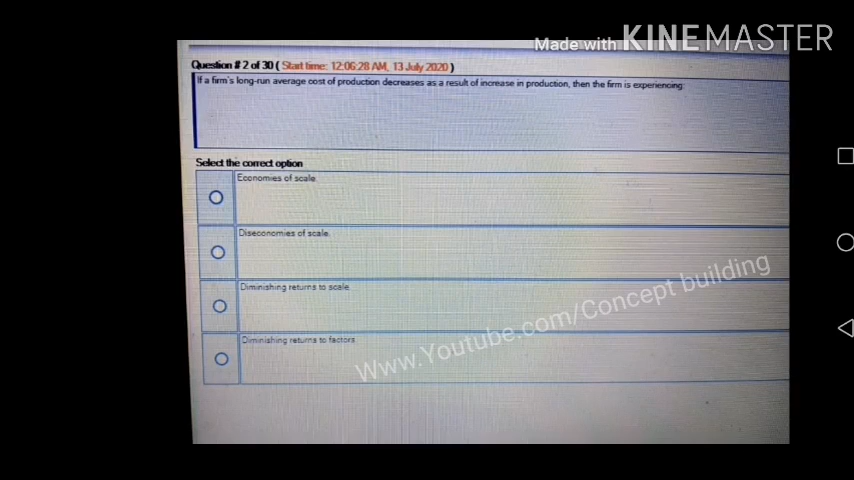 Made with KINEMASTER
Question # 2 of 30 ( Start time: 12:06:28 AM, 13 July 2020 )
If a firm's long-run average cost of production decreases as a result of increase in production, then the firm is experiencing:
Select the correct option
Economies of scale.
Diseconomies of scale.
Diminishing returns to scale.
Diminishing returns to factors.
Www.Youtube.com/Concept building